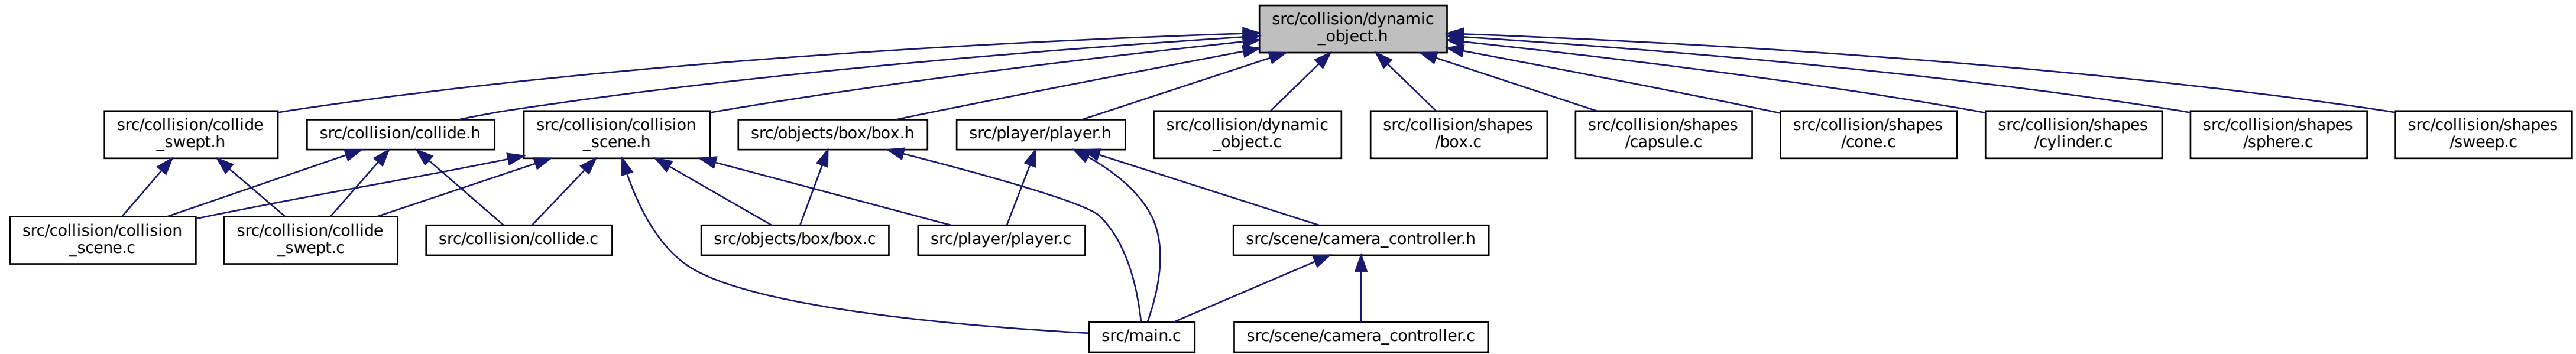 src/collision/dynamic
_object.h
src/collision/collide
_swept.h
src/collision/collide.h
src/collision/collision
_scene.h
src/objects/box/box.h
src/player/player.h
src/collision/dynamic
_object.c
src/collision/shapes
/box.c
src/collision/shapes
/capsule.c
src/collision/shapes
/cone.c
src/collision/shapes
/cylinder.c
src/collision/shapes
/sphere.c
src/collision/shapes
/sweep.c
src/collision/collision
_scene.c
src/collision/collide
_swept.c
src/collision/collide.c
src/objects/box/box.c
src/player/player.c
src/scene/camera_controller.h
src/main.c
src/scene/camera_controller.c